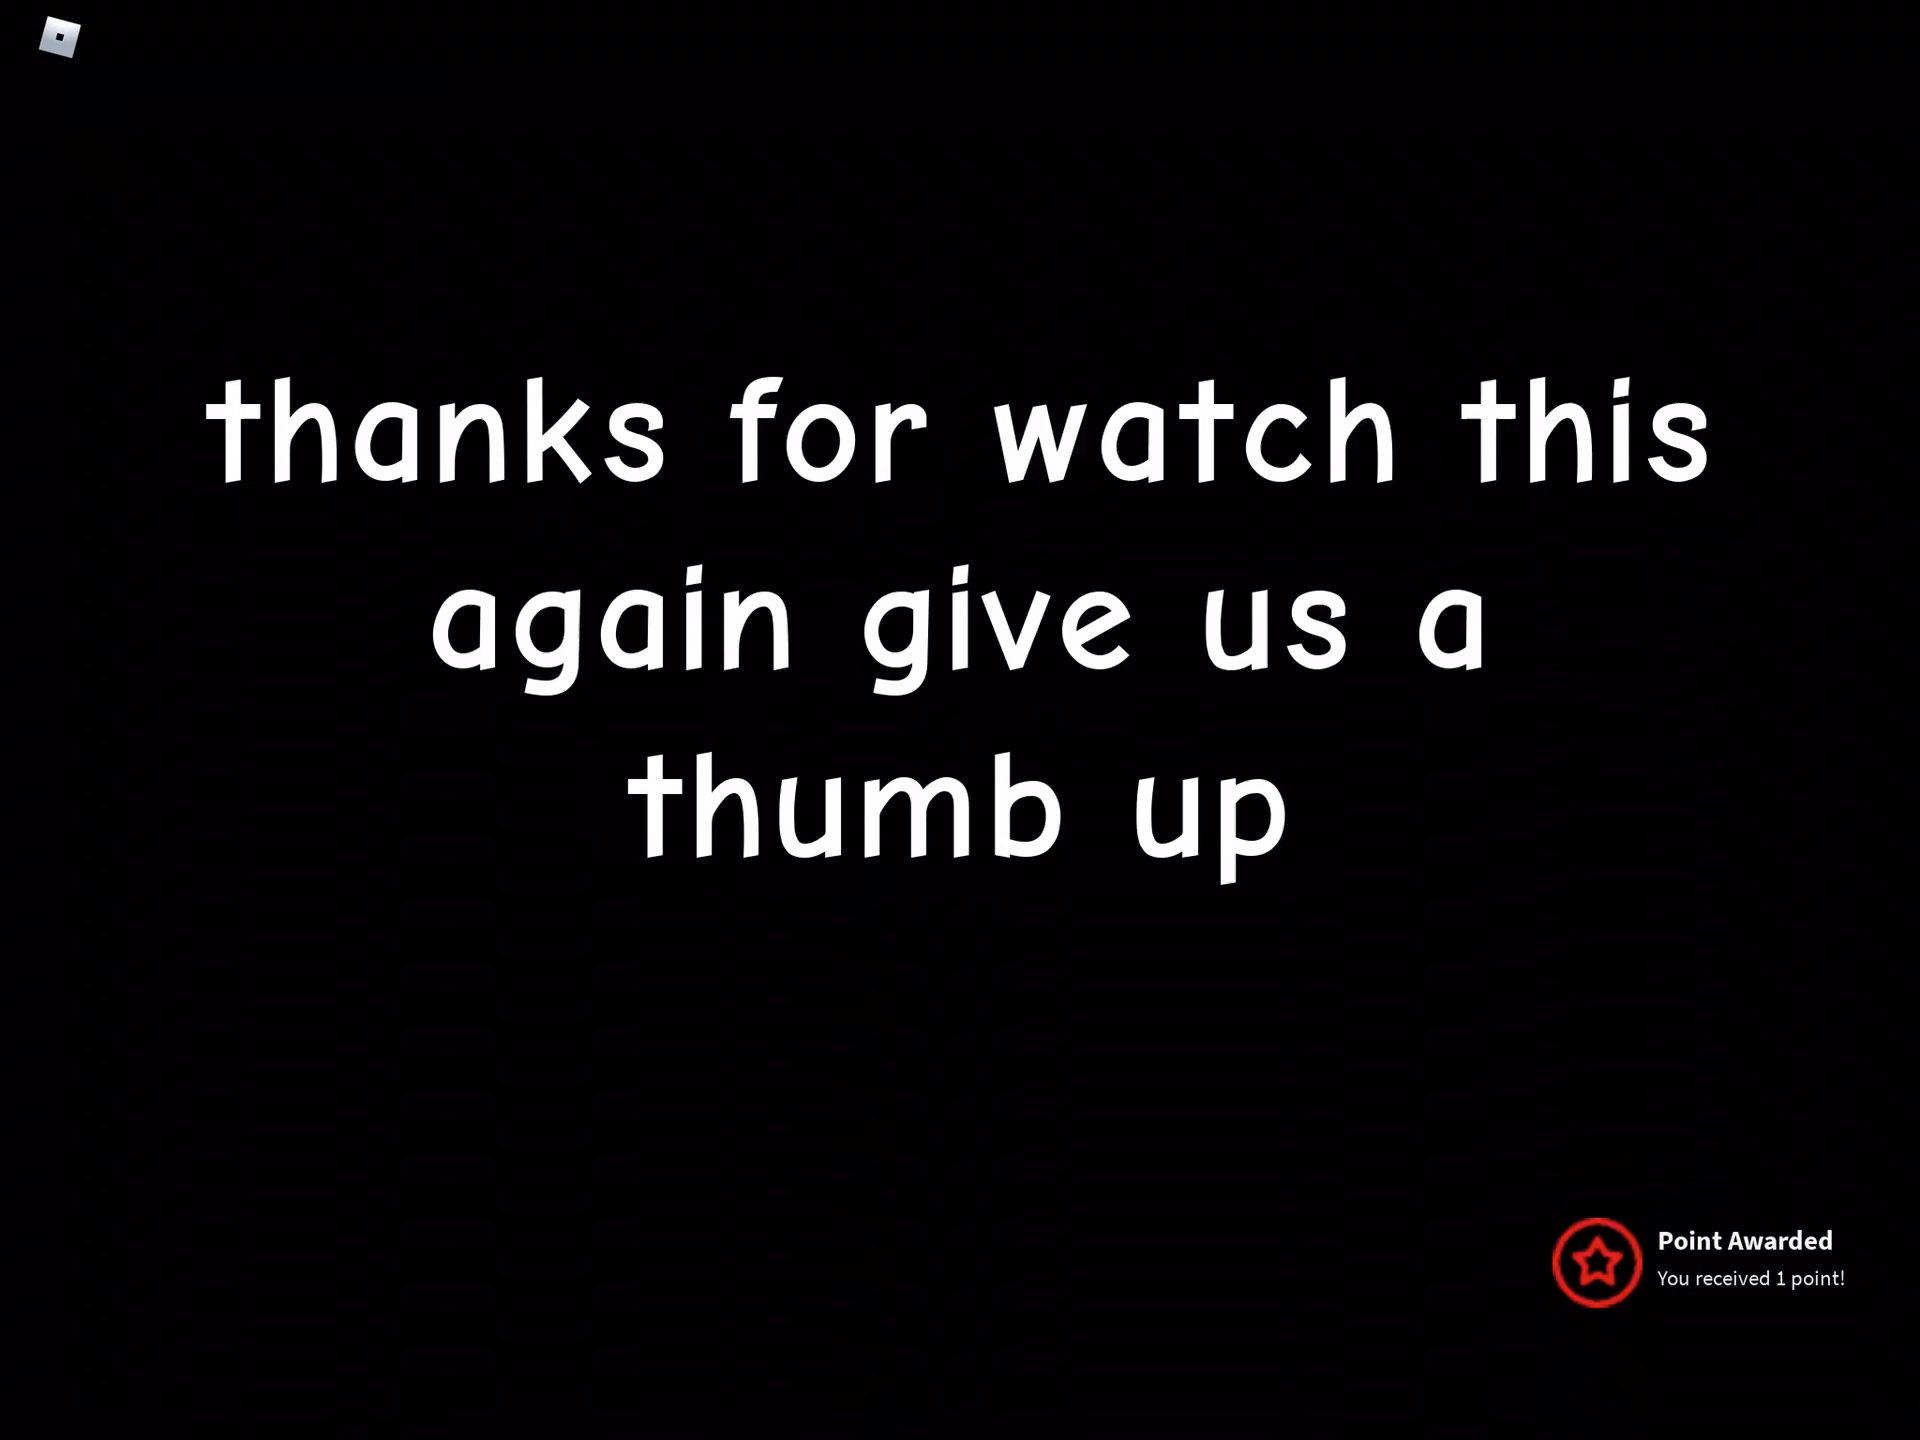 thanks for watch this
again give us a
thumb up
Point Awarded
You received 1 point!